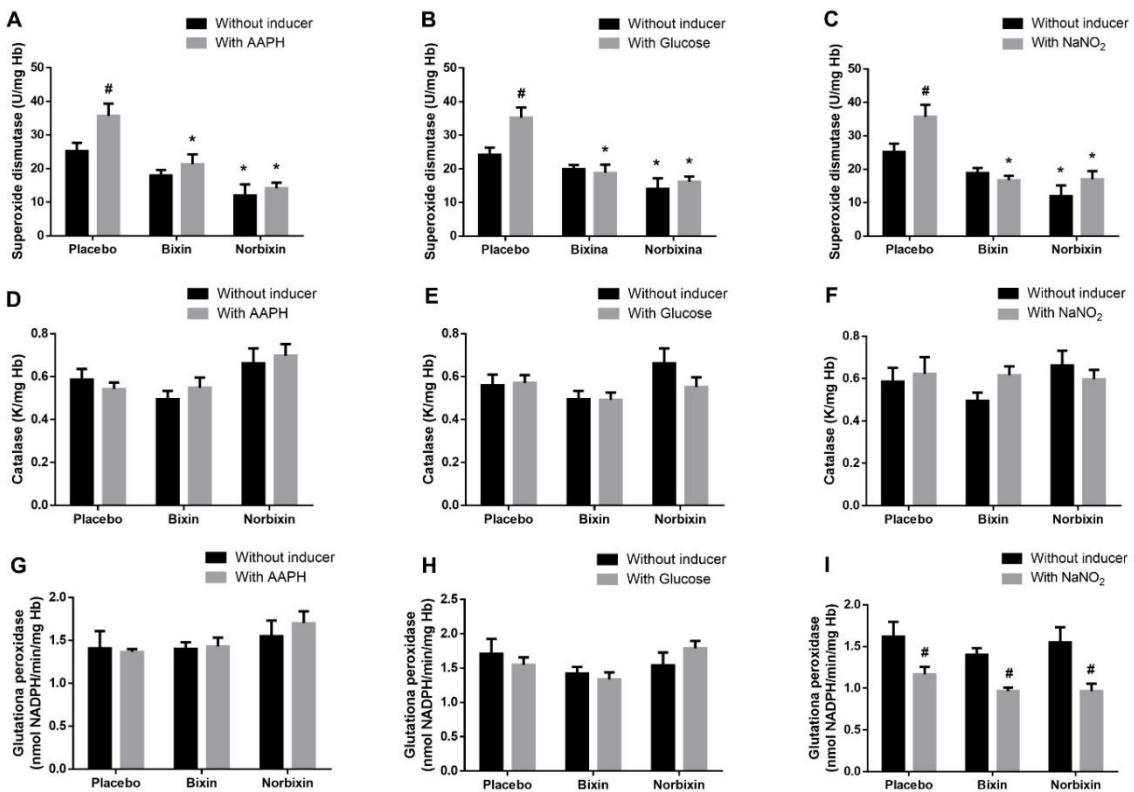 A
Without inducer
With AAPH
Superoxide dismutase (U/mg Hb)
50
40
30
20
10
0
#
*
* *
Placebo Bixin Norbixin
B
Without inducer
With Glucose
Superoxide dismutase (U/mg Hb)
50
40
30
20
10
0
#
*
* *
Placebo Bixina Norbixina
C
Without inducer
With NaNO₂
Superoxide dismutase (U/mg Hb)
50
40
30
20
10
0
#
*
* *
Placebo Bixin Norbixin
D
Without inducer
With AAPH
Catalase (K/mg Hb)
0.8
0.6
0.4
0.2
0.0
Placebo Bixin Norbixin
E
Without inducer
With Glucose
Catalase (K/mg Hb)
0.8
0.6
0.4
0.2
0.0
Placebo Bixin Norbixin
F
Without inducer
With NaNO₂
Catalase (K/mg Hb)
0.8
0.6
0.4
0.2
0.0
Placebo Bixin Norbixin
G
Without inducer
With AAPH
Glutationa peroxidase
(nmol NADPH/min/mg Hb)
2.0
1.5
1.0
0.5
0.0
Placebo Bixin Norbixin
H
Without inducer
With Glucose
Glutationa peroxidase
(nmol NADPH/min/mg Hb)
2.5
2.0
1.5
1.0
0.5
0.0
Placebo Bixin Norbixin
I
Without inducer
With NaNO₂
Glutationa peroxidase
(nmol NADPH/min/mg Hb)
2.0
1.5
1.0
0.5
0.0
# # #
Placebo Bixin Norbixin